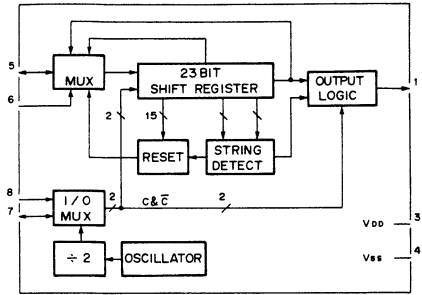 5
MUX
23 BIT
SHIFT REGISTER
OUTPUT
LOGIC
1
6
2
15
RESET
STRING
DETECT
8
7
I/O
MUX
2
C & C̅
2
VDD
3
VSS
4
÷ 2
OSCILLATOR